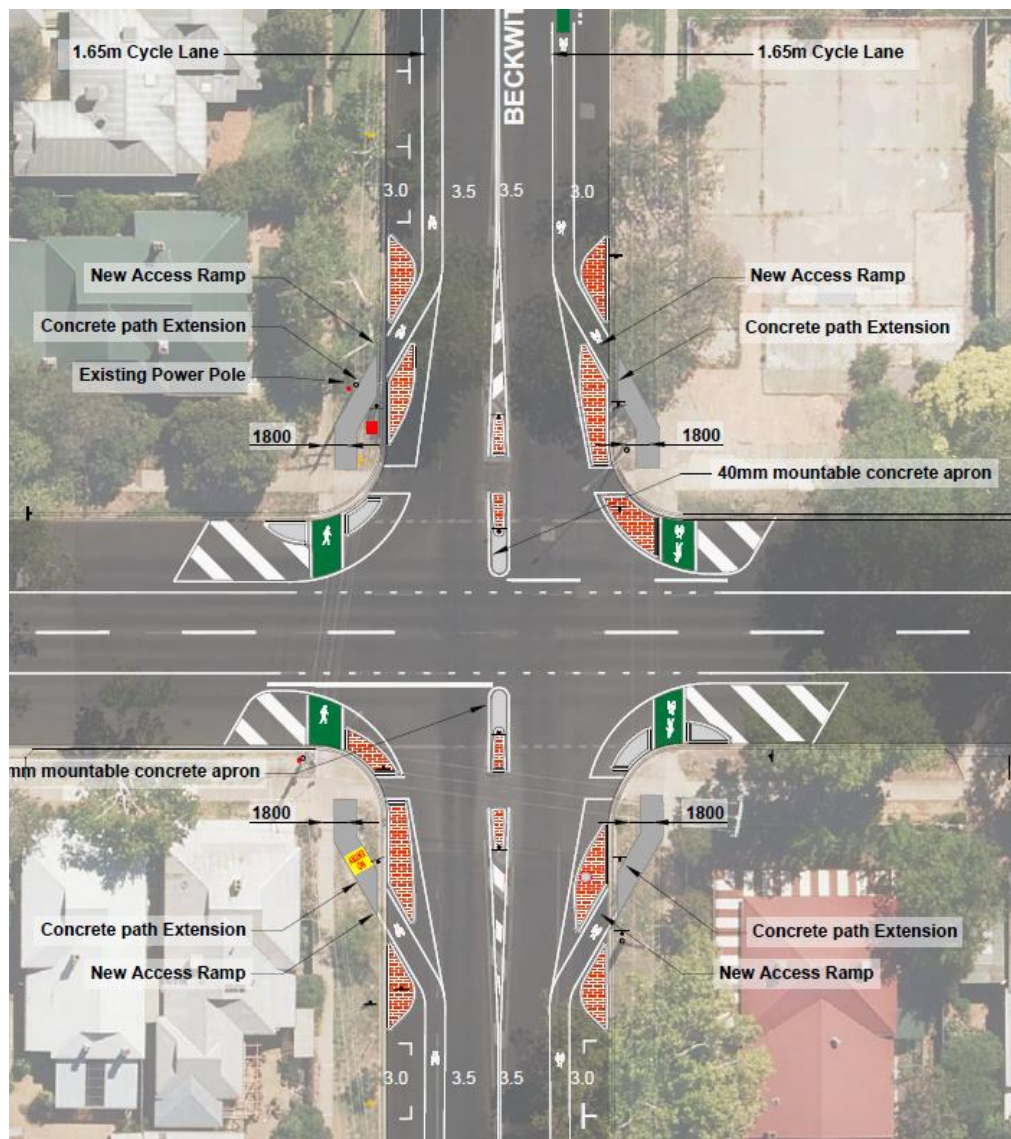 1.65m Cycle Lane
1.65m Cycle Lane
BECKWIT
3.0
3.5
3.5
3.0
New Access Ramp
New Access Ramp
Concrete path Extension
Concrete path Extension
Existing Power Pole
1800
1800
40mm mountable concrete apron
mm mountable concrete apron
1800
1800
Concrete path Extension
Concrete path Extension
New Access Ramp
New Access Ramp
3.0
3.5
3.5
3.0